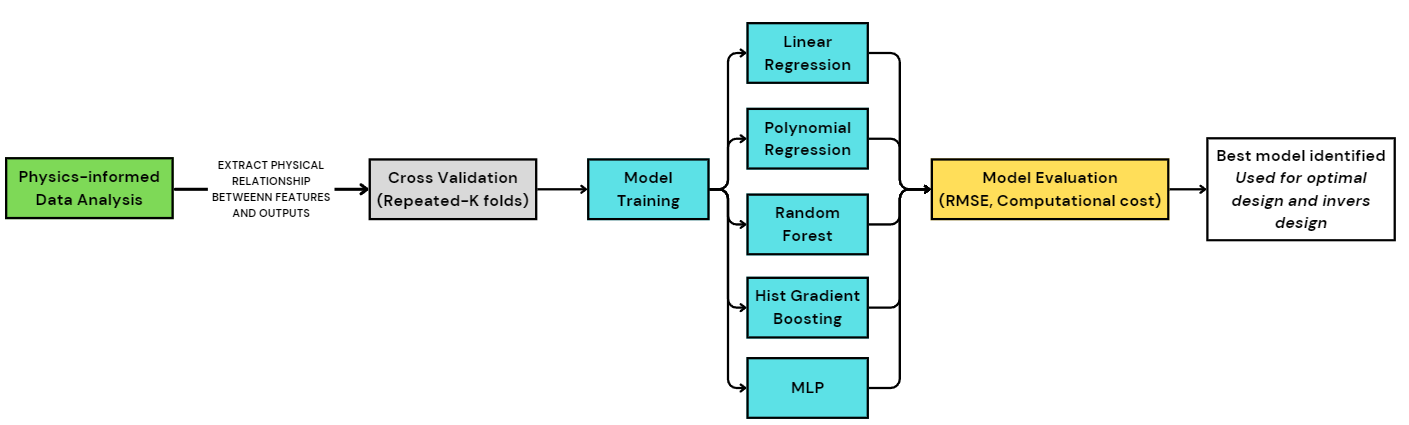 Physics-informed
Data Analysis
EXTRACT PHYSICAL
RELATIONSHIP
BETWEENN FEATURES
AND OUTPUTS
Cross Validation
(Repeated-K folds)
Model
Training
Linear
Regression
Polynomial
Regression
Random
Forest
Hist Gradient
Boosting
MLP
Model Evaluation
(RMSE, Computational cost)
Best model identified
Used for optimal
design and invers
design